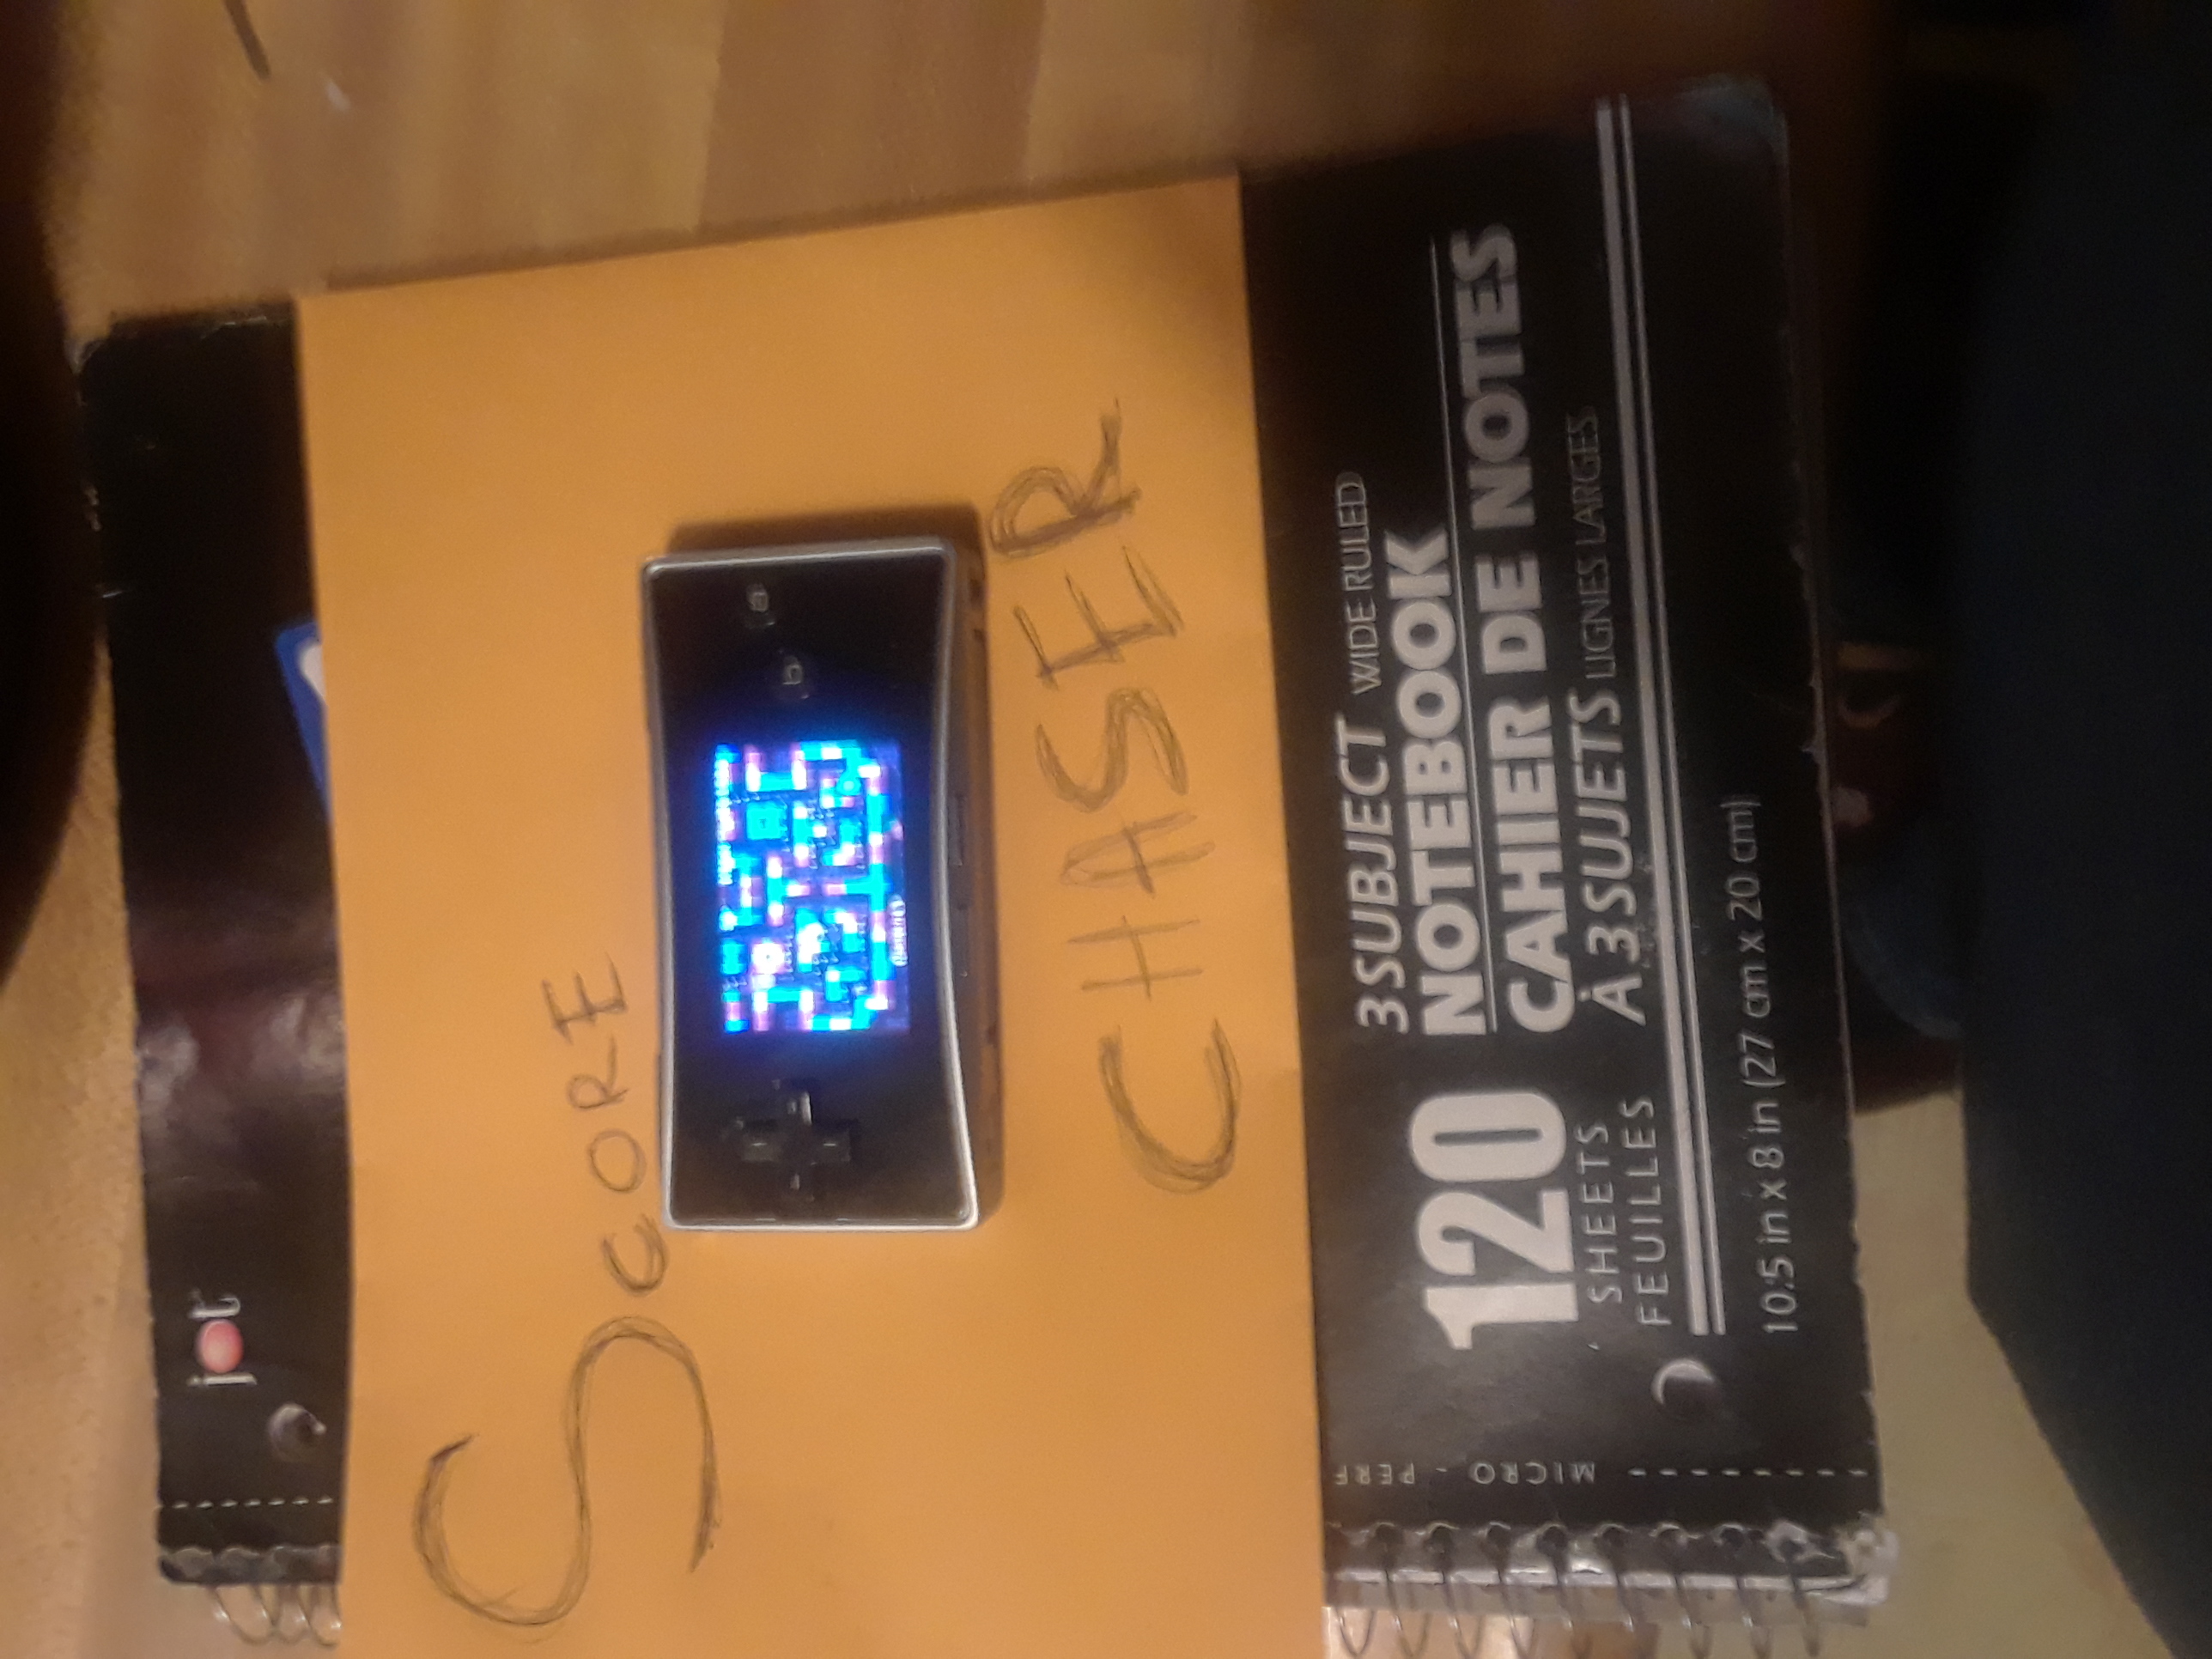 jot
SCORE
CHASER
3 SUBJECT WIDE RULED
NOTEBOOK
120 CAHIER DE NOTES
SHEETS À 3 SUJETS LIGNES LARGES
FEUILLES
10.5 in x 8 in (27 cm x 20 cm)
MICRO - PERF